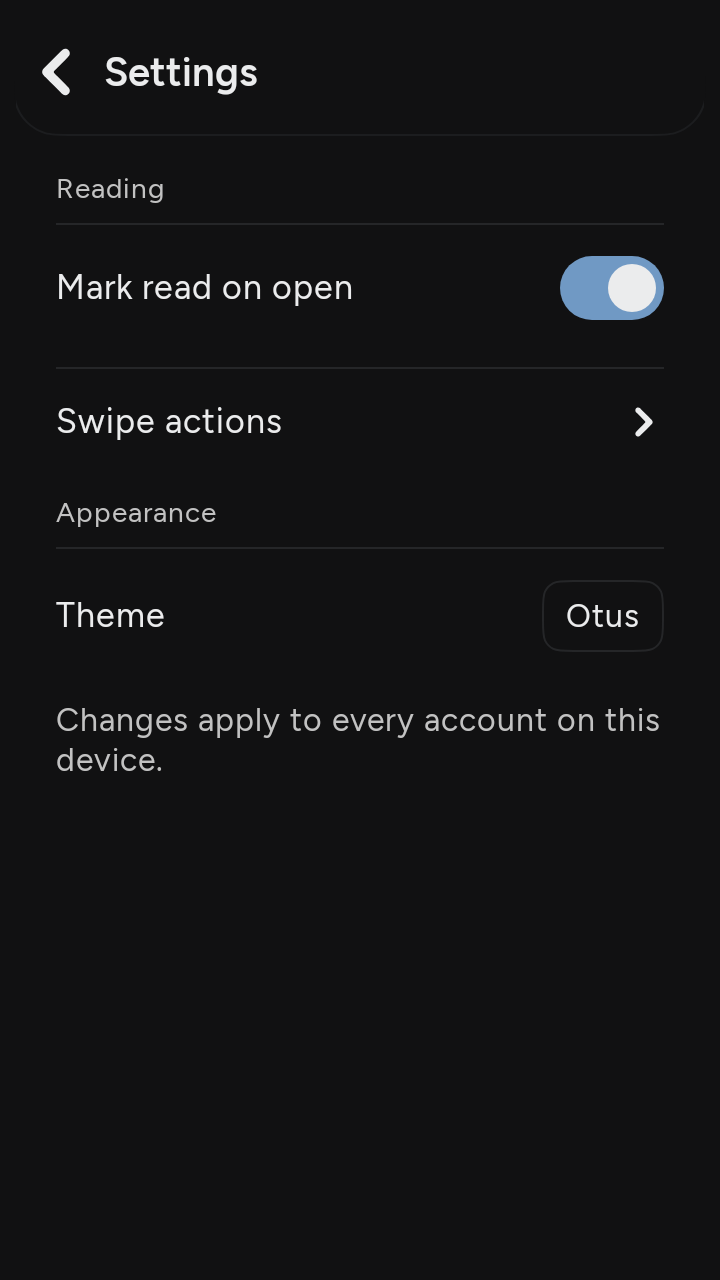 Settings
Reading
Mark read on open
Swipe actions
Appearance
Theme
Otus
Changes apply to every account on this
device.